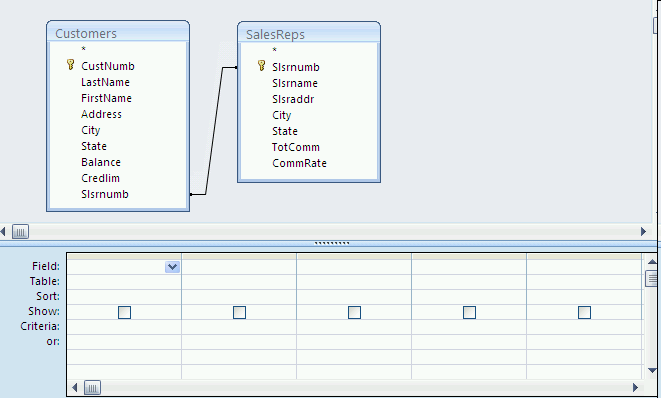 Customers
*
CustNumb
LastName
FirstName
Address
City
State
Balance
Credlim
Slsrnumb
SalesReps
*
Slsrnumb
Slsrname
Slsraddr
City
State
TotComm
CommRate
Field:
Table:
Sort:
Show:
Criteria:
or: